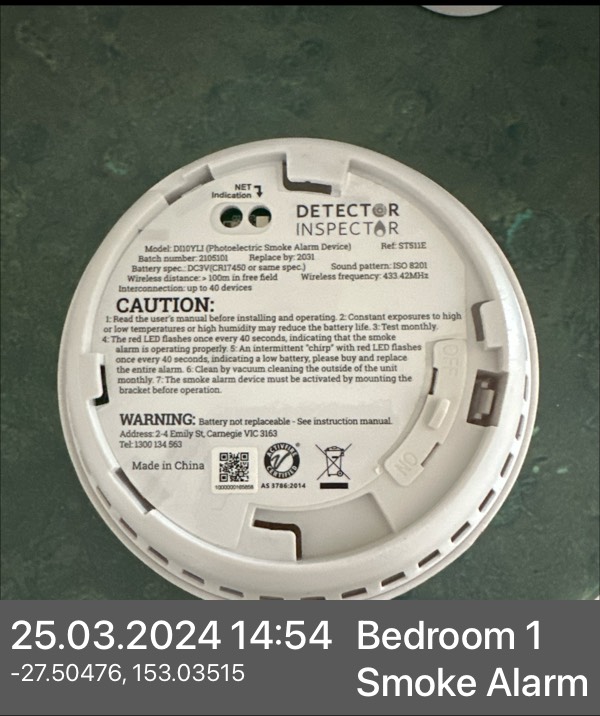 NET
Indication
DETECTOR
INSPECTOR
Model: DI10YLI (Photoelectric Smoke Alarm Device) Ref: STS11E
Batch number: 2105101 Replace by: 2031
Battery spec.: DC3V(CR17450 or same spec.) Sound pattern: ISO 8201
Wireless distance: > 100m in free field Wireless frequency: 433.42MHz
Interconnection: up to 40 devices
CAUTION:
1: Read the user's manual before installing and operating. 2: Constant exposures to high
or low temperatures or high humidity may reduce the battery life. 3: Test monthly.
4: The red LED flashes once every 40 seconds, indicating that the smoke
alarm is operating properly. 5: An intermittent "chirp" with red LED flashes
once every 40 seconds, indicating a low battery, please buy and replace
the entire alarm. 6: Clean by vacuum cleaning the outside of the unit
monthly. 7: The smoke alarm device must be activated by mounting the
bracket before operation.
OFF
WARNING: Battery not replaceable - See instruction manual.
Address: 2-4 Emily St, Carnegie VIC 3163
Tel: 1300 134 563
Made in China
AS 3786:2014
25.03.2024 14:54
-27.50476, 153.03515
Bedroom 1
Smoke Alarm